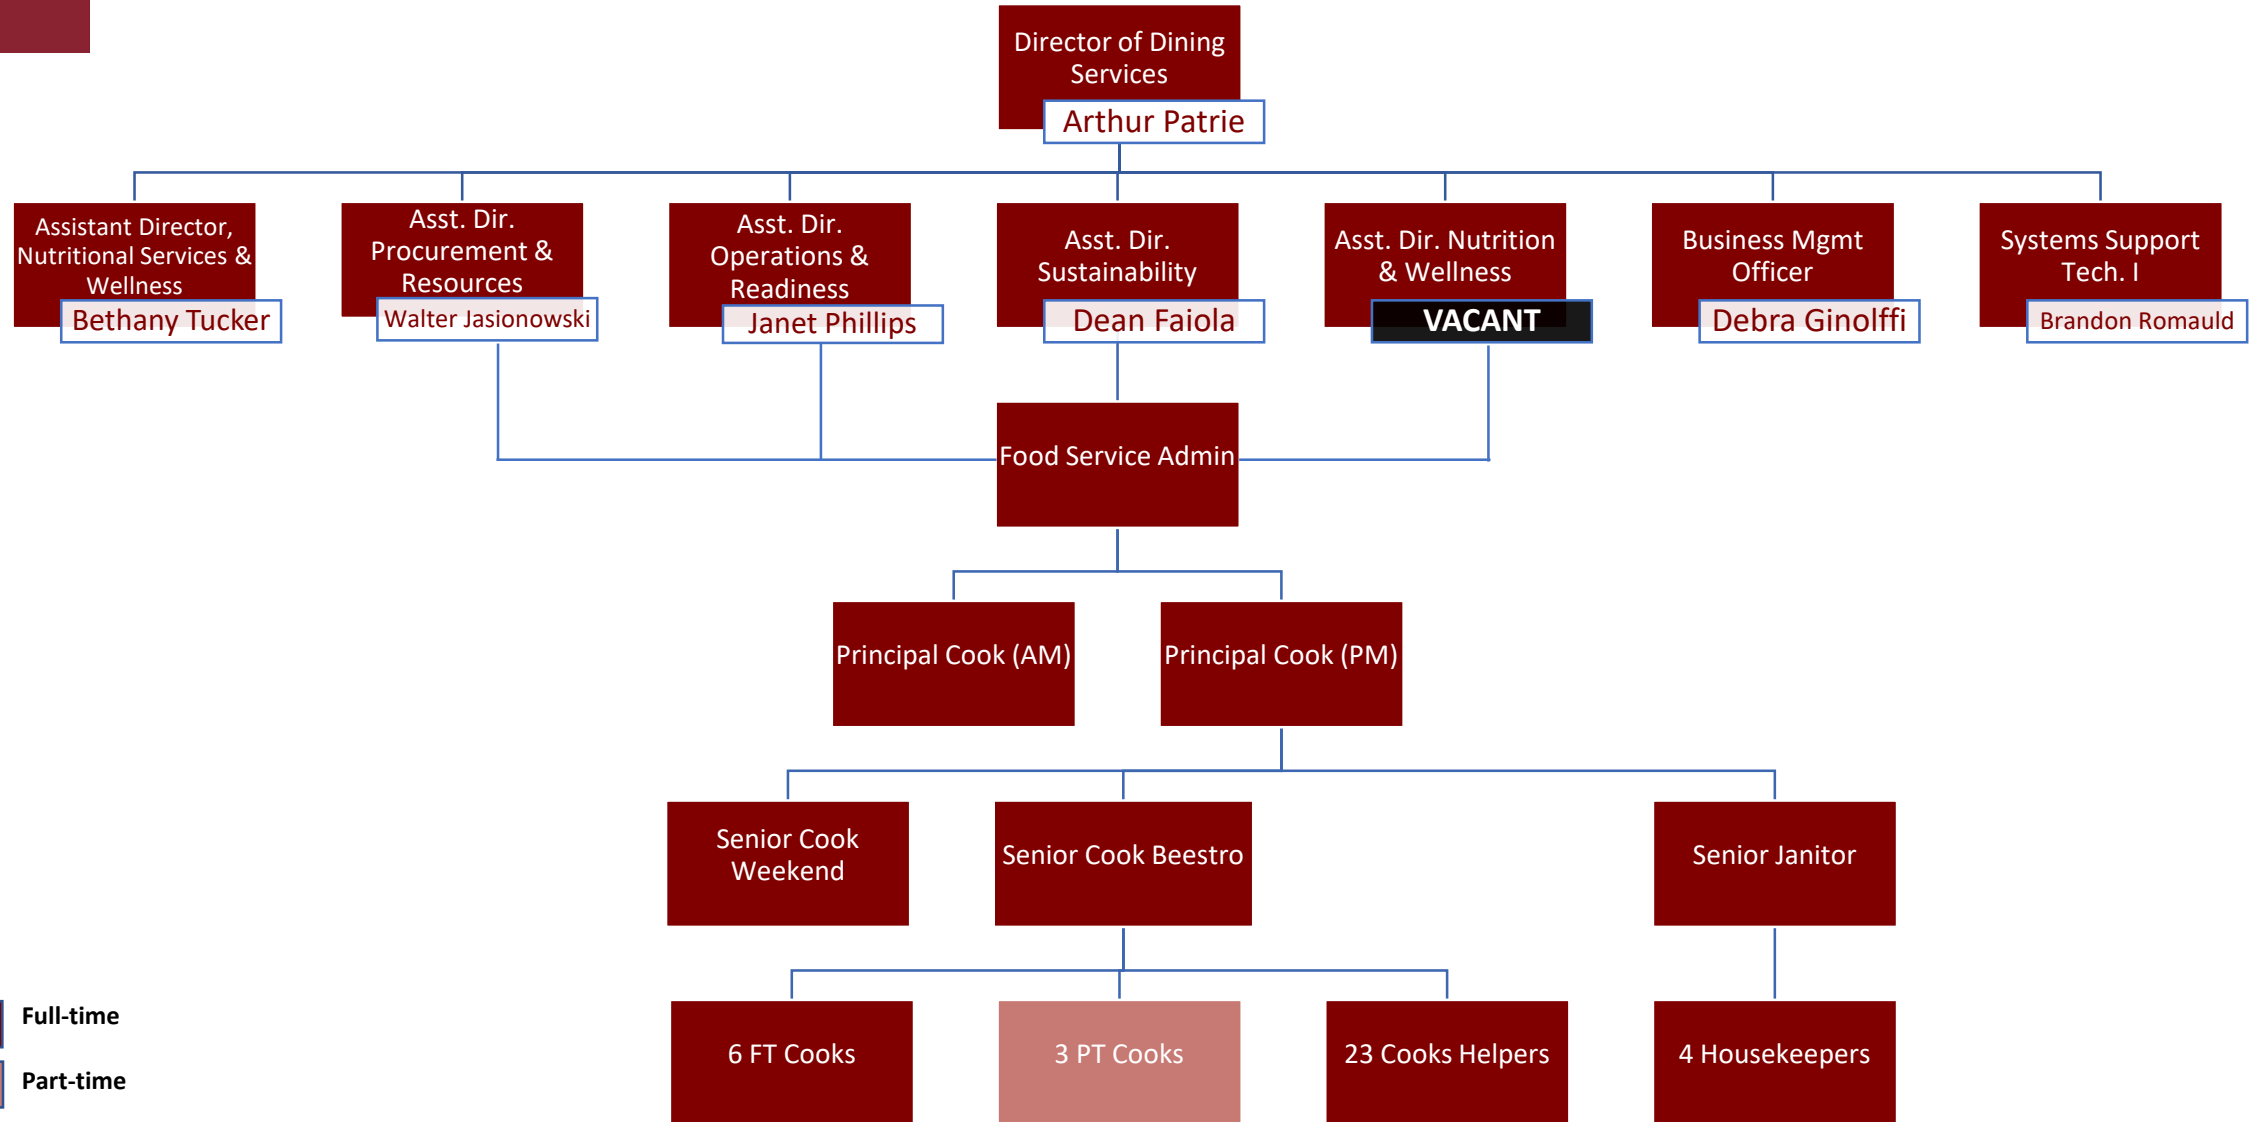 Director of Dining
Services
Arthur Patrie
Assistant Director,
Nutritional Services &
Wellness
Bethany Tucker
Asst. Dir.
Procurement &
Resources
Walter Jasionowski
Asst. Dir.
Operations &
Readiness
Janet Phillips
Asst. Dir.
Sustainability
Dean Faiola
Asst. Dir. Nutrition
& Wellness
VACANT
Business Mgmt
Officer
Debra Ginolffi
Systems Support
Tech. I
Brandon Romauld
Food Service Admin
Principal Cook (AM)
Principal Cook (PM)
Senior Cook
Weekend
Senior Cook Beestro
Senior Janitor
6 FT Cooks
3 PT Cooks
23 Cooks Helpers
4 Housekeepers
Full-time
Part-time